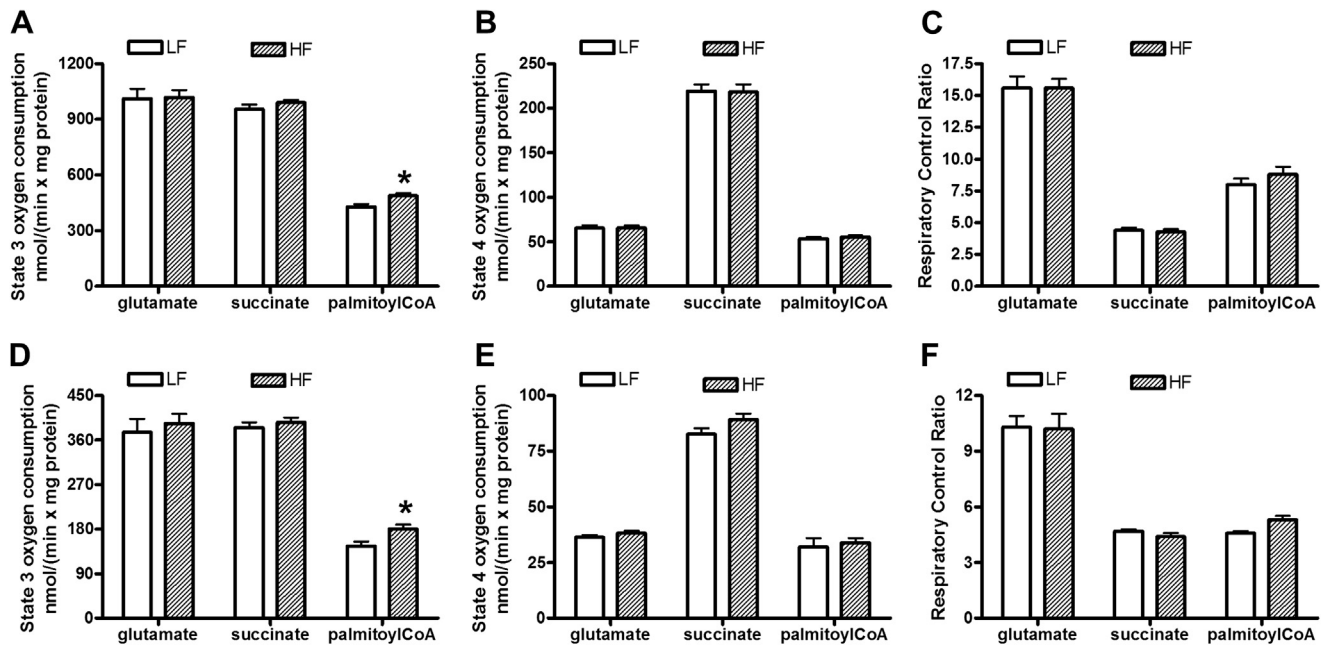 A
LF HF
State 3 oxygen consumption
nmol/(min x mg protein)
1200
900
600
300
0
*
glutamate succinate palmitoylCoA
B
LF HF
State 4 oxygen consumption
nmol/(min x mg protein)
250
200
150
100
50
0
glutamate succinate palmitoylCoA
C
LF HF
Respiratory Control Ratio
17.5
15.0
12.5
10.0
7.5
5.0
2.5
0.0
glutamate succinate palmitoylCoA
D
LF HF
State 3 oxygen consumption
nmol/(min x mg protein)
450
360
270
180
90
0
*
glutamate succinate palmitoylCoA
E
LF HF
State 4 oxygen consumption
nmol/(min x mg protein)
100
75
50
25
0
glutamate succinate palmitoylCoA
F
LF HF
Respiratory Control Ratio
12
9
6
3
0
glutamate succinate palmitoylCoA